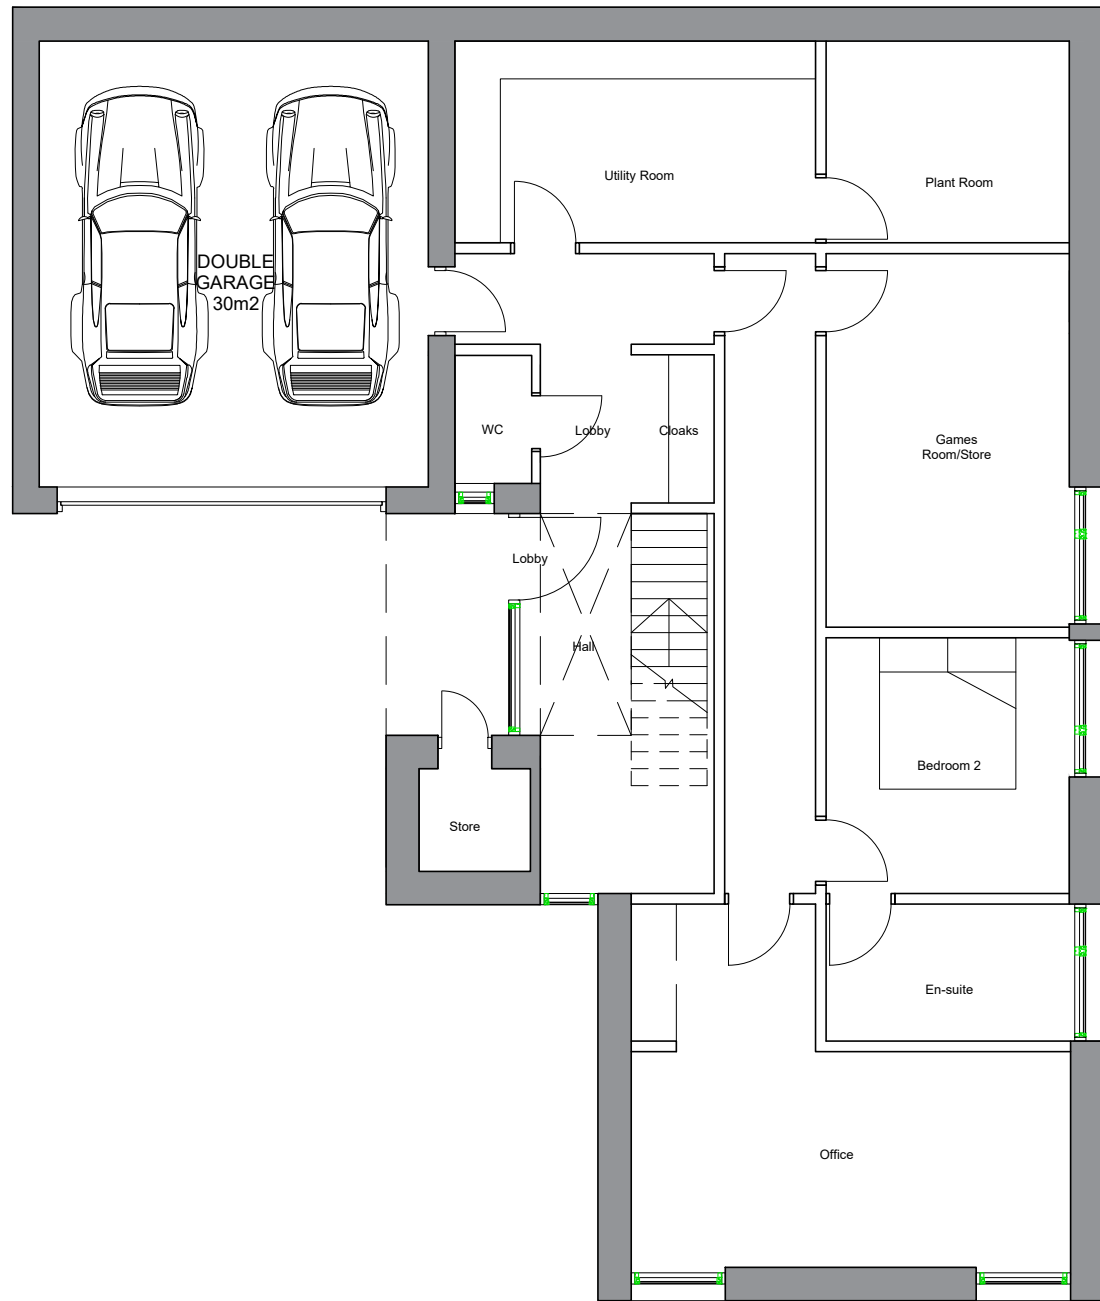 Utility Room
Plant Room
DOUBLE
GARAGE
30m2
WC
Lobby
Cloaks
Games
Room/Store
Lobby
Hall
Bedroom 2
Store
En-suite
Office